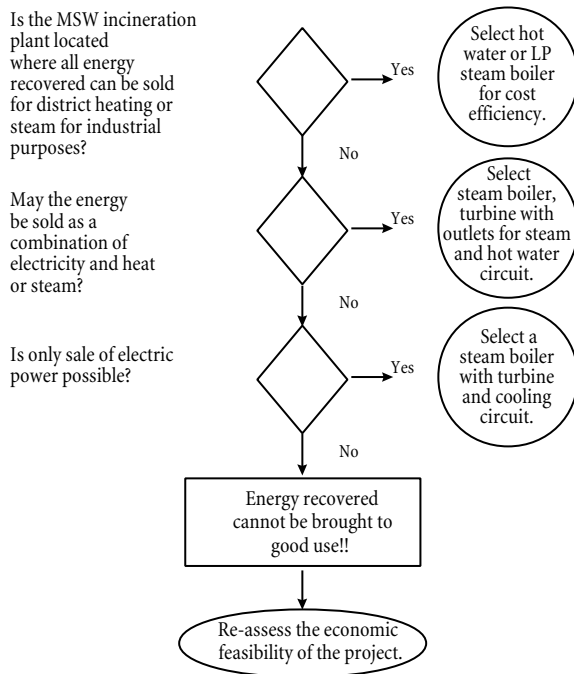 Is the MSW incineration
plant located
where all energy
recovered can be sold
for district heating or
steam for industrial
purposes?
Yes
Select hot
water or LP
steam boiler
for cost
efficiency.
No
May the energy
be sold as a
combination of
electricity and heat
or steam?
Yes
Select
steam boiler,
turbine with
outlets for steam
and hot water
circuit.
No
Is only sale of electric
power possible?
Yes
Select a
steam boiler
with turbine
and cooling
circuit.
No
Energy recovered
cannot be brought to
good use!!
Re-assess the economic
feasibility of the project.